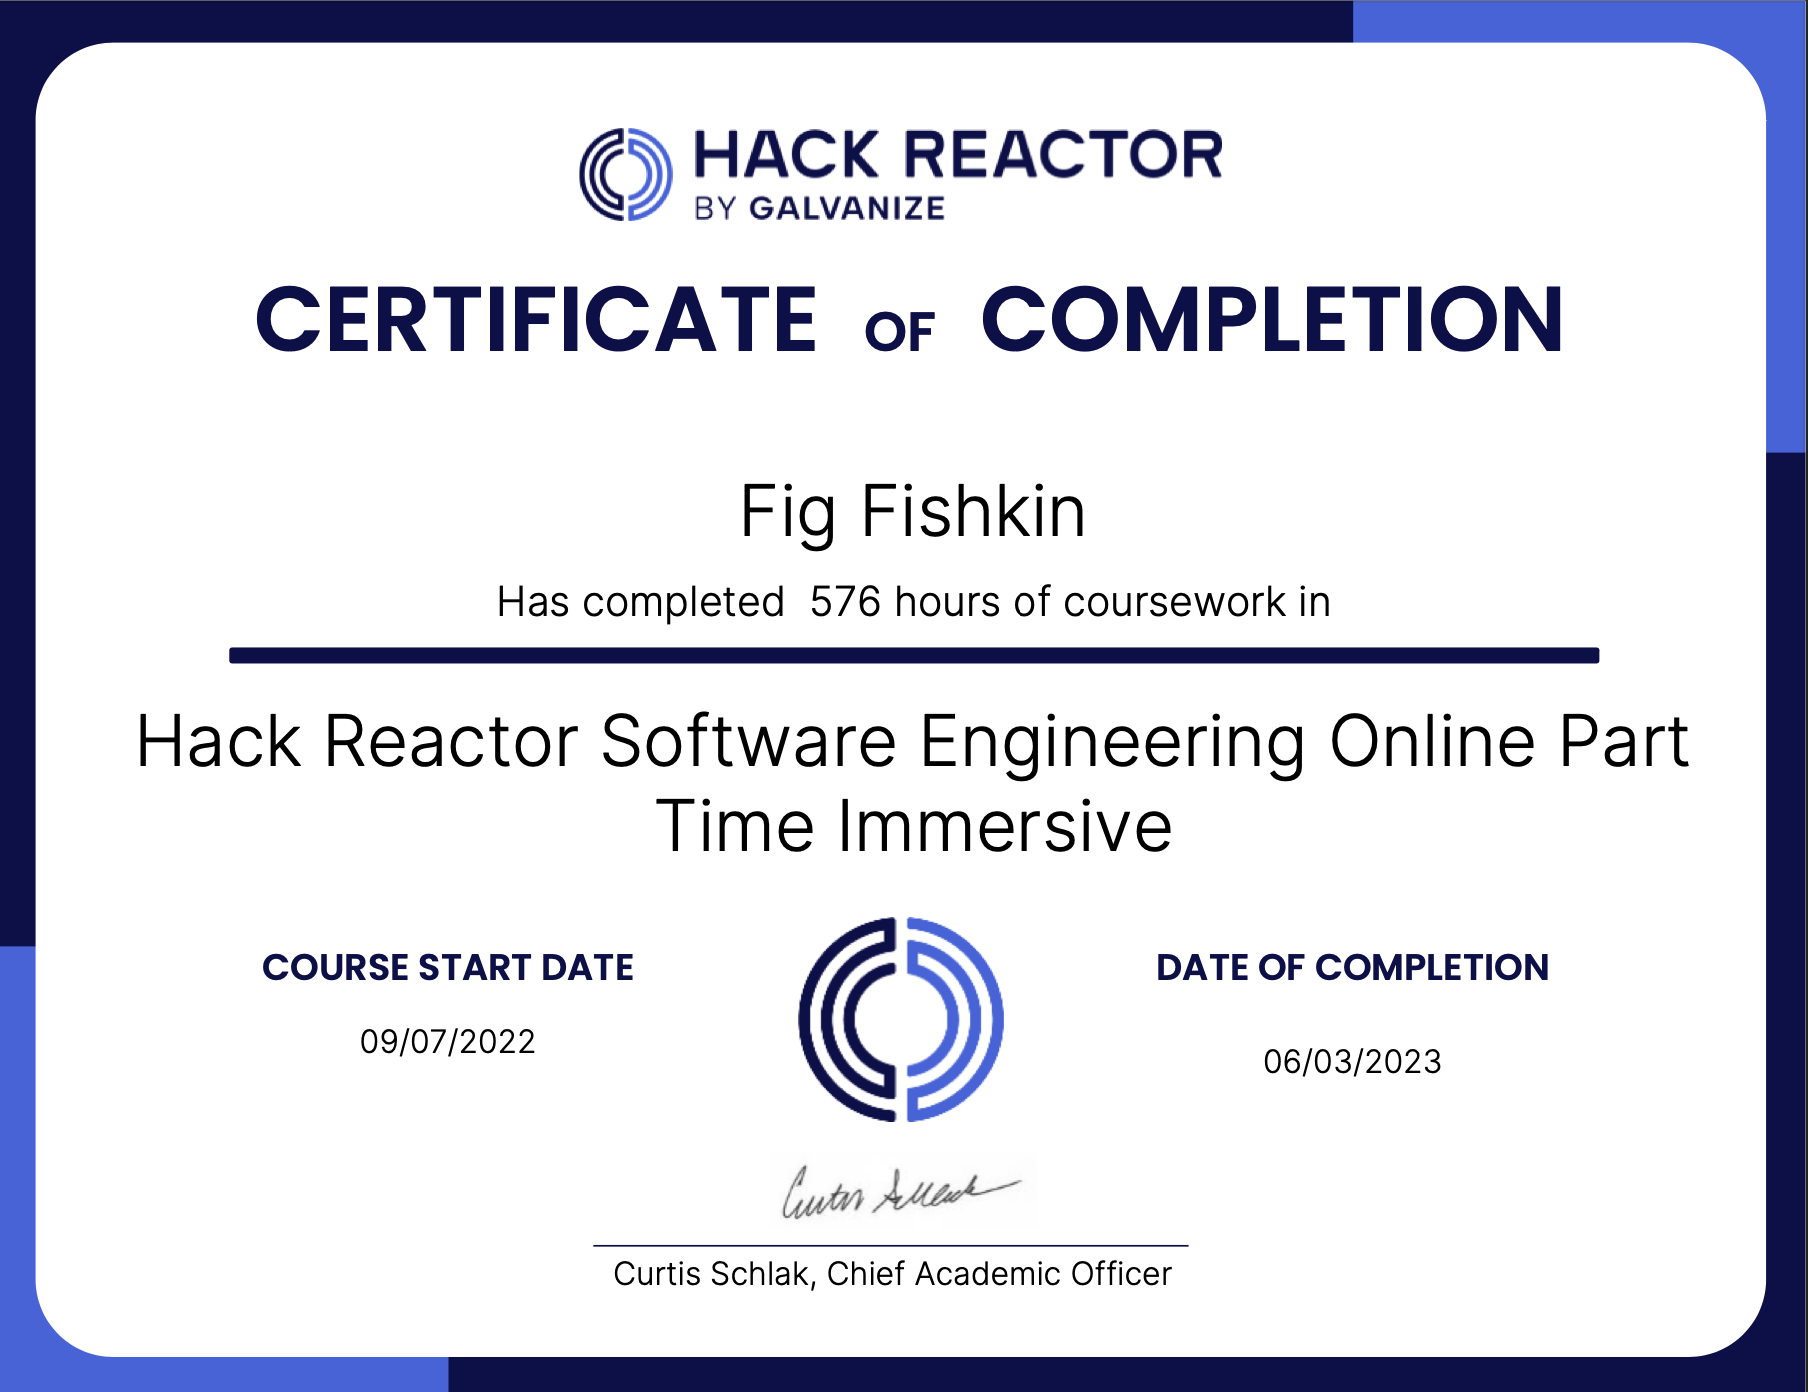 HACK REACTOR
BY GALVANIZE
CERTIFICATE OF COMPLETION
Fig Fishkin
Has completed 576 hours of coursework in
Hack Reactor Software Engineering Online Part
Time Immersive
COURSE START DATE
09/07/2022
DATE OF COMPLETION
06/03/2023
Curtis Schlak
Curtis Schlak, Chief Academic Officer